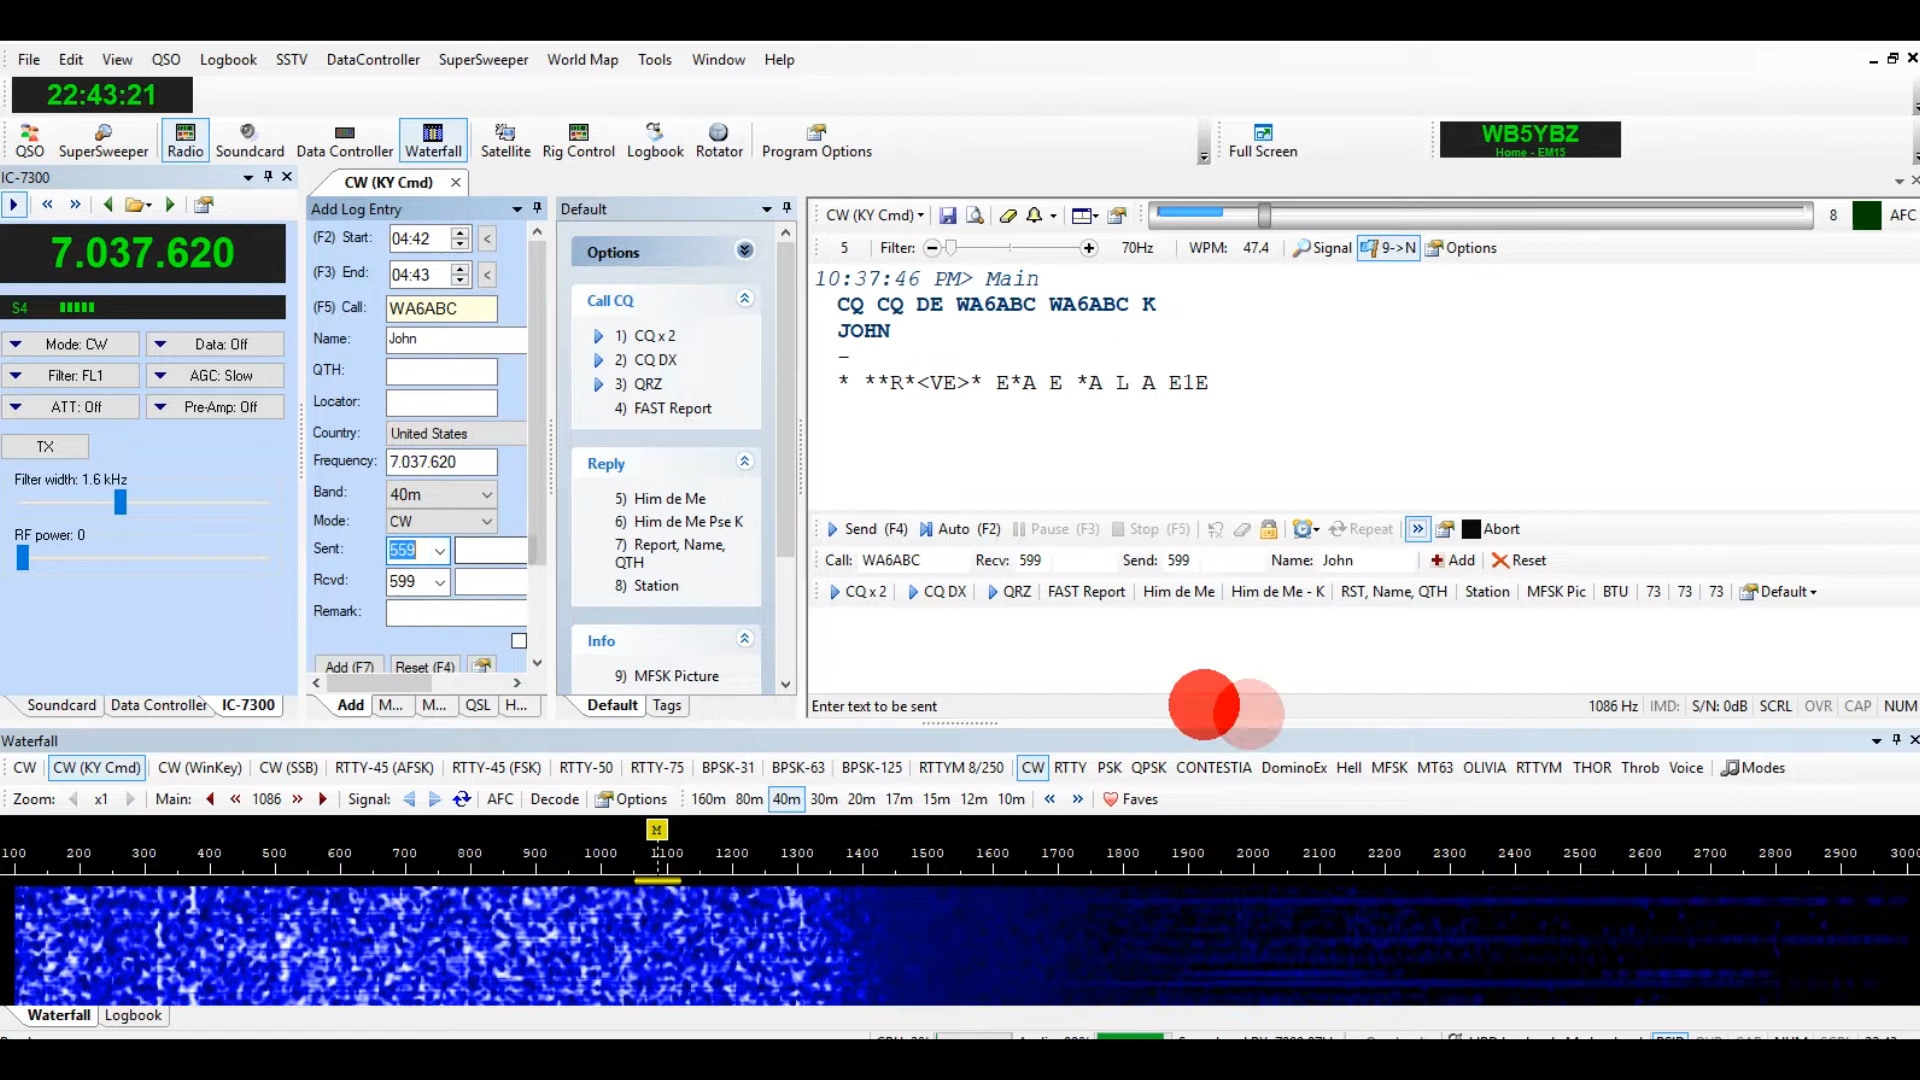 File Edit View QSO Logbook SSTV DataController SuperSweeper World Map Tools Window Help
22:43:21
QSO SuperSweeper Radio Soundcard Data Controller Waterfall Satellite Rig Control Logbook Rotator Program Options Full Screen
WB5YBZ
Home - EM15
IC-7300
7.037.620
S4
Mode: CW Data: Off
Filter: FL1 AGC: Slow
ATT: Off Pre-Amp: Off
TX
Filter width: 1.6 kHz
RF power: 0
Soundcard Data Controller IC-7300
CW (KY Cmd)
Add Log Entry
(F2) Start: 04:42 <
(F3) End: 04:43 <
(F5) Call: WA6ABC
Name: John
QTH:
Locator:
Country: United States
Frequency: 7.037.620
Band: 40m
Mode: CW
Sent: 559
Rcvd: 599
Remark:
Add (F7) Reset (F4)
Add M... M... QSL H...
Default
Options
Call CQ
1) CQ x 2
2) CQ DX
3) QRZ
4) FAST Report
Reply
5) Him de Me
6) Him de Me Pse K
7) Report, Name,
QTH
8) Station
Info
9) MFSK Picture
Default Tags
CW (KY Cmd) 8 AFC
5 Filter: 70Hz WPM: 47.4 Signal 9->N Options
10:37:46 PM> Main
CQ CQ DE WA6ABC WA6ABC K
JOHN
–
* **R*<VE>* E*A E *A L A E1E
Send (F4) Auto (F2) Pause (F3) Stop (F5) Repeat Abort
Call: WA6ABC Recv: 599 Send: 599 Name: John Add Reset
CQ x 2 CQ DX QRZ FAST Report Him de Me Him de Me - K RST, Name, QTH Station MFSK Pic BTU 73 73 73 Default
Enter text to be sent 1086 Hz IMD: S/N: 0dB SCRL OVR CAP NUM
Waterfall
CW CW (KY Cmd) CW (WinKey) CW (SSB) RTTY-45 (AFSK) RTTY-45 (FSK) RTTY-50 RTTY-75 BPSK-31 BPSK-63 BPSK-125 RTTYM 8/250 CW RTTY PSK QPSK CONTESTIA DominoEx Hell MFSK MT63 OLIVIA RTTYM THOR Throb Voice Modes
Zoom: x1 Main: 1086 Signal: AFC Decode Options 160m 80m 40m 30m 20m 17m 15m 12m 10m Faves
M
100 200 300 400 500 600 700 800 900 1000 1100 1200 1300 1400 1500 1600 1700 1800 1900 2000 2100 2200 2300 2400 2500 2600 2700 2800 2900 3000
Waterfall Logbook